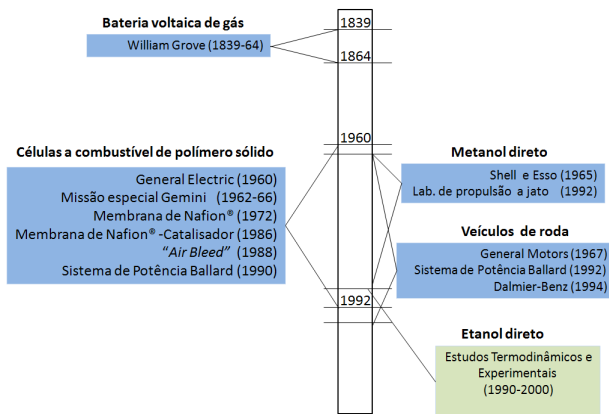 Bateria voltaica de gás
William Grove (1839-64)
1839
1864
1960
1992
Células a combustível de polímero sólido
General Electric (1960)
Missão especial Gemini (1962-66)
Membrana de Nafion® (1972)
Membrana de Nafion® -Catalisador (1986)
“Air Bleed” (1988)
Sistema de Potência Ballard (1990)
Metanol direto
Shell e Esso (1965)
Lab. de propulsão a jato (1992)
Veículos de roda
General Motors (1967)
Sistema de Potência Ballard (1992)
Dalmier-Benz (1994)
Etanol direto
Estudos Termodinâmicos e
Experimentais
(1990-2000)